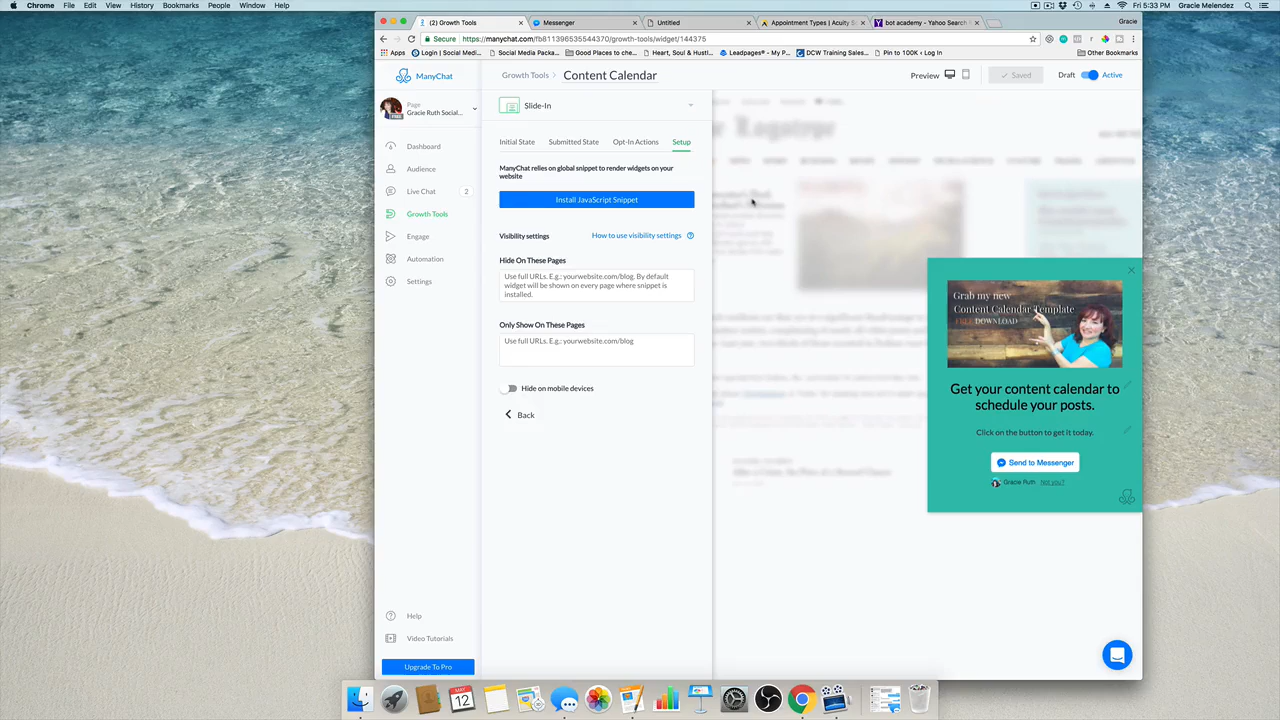 Chrome File Edit View History Bookmarks People Window Help
Fri 5:33 PM Gracie Melendez
(2) Growth Tools
Messenger
Untitled
Appointment Types | Acuity S
bot academy - Yahoo Search
Gracie
Secure https://manychat.com/fb811396535544370/growth-tools/widget/144375
Apps
Login | Social Medi...
Social Media Packa...
Good Places to che...
Heart, Soul & Hustl...
Leadpages® - My P...
DCW Training Sales...
Pin to 100K ‹ Log In
Other Bookmarks
ManyChat
Growth Tools
Content Calendar
Preview
Saved
Draft
Active
Page
Gracie Ruth Social...
FREE
Slide-In
Dashboard
Audience
Live Chat 2
Growth Tools
Engage
Automation
Settings
Initial State
Submitted State
Opt-In Actions
Setup
ManyChat relies on global snippet to render widgets on your
website
Install JavaScript Snippet
Visibility settings
How to use visibility settings ?
Hide On These Pages
Use full URLs. E.g.: yourwebsite.com/blog. By default
widget will be shown on every page where snippet is
installed.
Only Show On These Pages
Use full URLs. E.g.: yourwebsite.com/blog
Hide on mobile devices
Back
Grab my new
Content Calendar Template
FREE DOWNLOAD
Get your content calendar to
schedule your posts.
Click on the button to get it today.
Send to Messenger
Gracie Ruth Not you?
Help
Video Tutorials
Upgrade To Pro
MAY
12